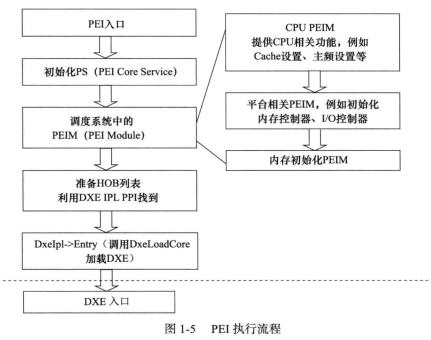 PEI入口
初始化PS（PEI Core Service）
调度系统中的
PEIM（PEI Module）
准备HOB列表
利用DXE IPL PPI找到
DxeIpl->Entry（调用DxeLoadCore
加载DXE）
DXE 入口
CPU PEIM
提供CPU相关功能，例如
Cache设置、主频设置等
平台相关PEIM，例如初始化
内存控制器、I/O控制器
内存初始化PEIM
图 1-5 PEI 执行流程